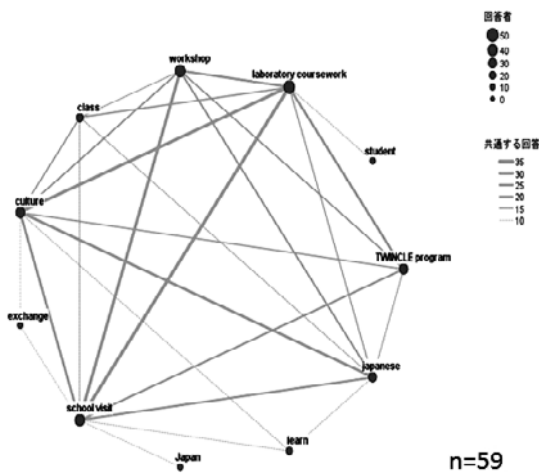 workshop
laboratory coursework
class
student
culture
TWINCLE program
exchange
japanese
school visit
learn
Japan
n=59
回答者
50
40
30
20
10
0
共通する回答
35
30
25
20
15
10